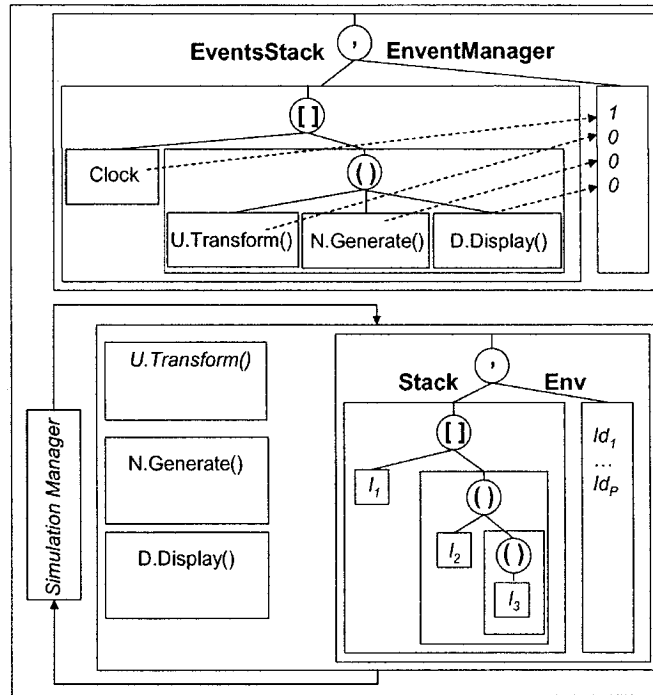 ,
EventsStack EnventManager
[ ]
1
0
0
0
Clock
( )
U.Transform() N.Generate() D.Display()
U.Transform()
N.Generate()
D.Display()
Simulation Manager
,
Stack Env
[ ]
I1
( )
I2
( )
I3
Id1
...
IdP